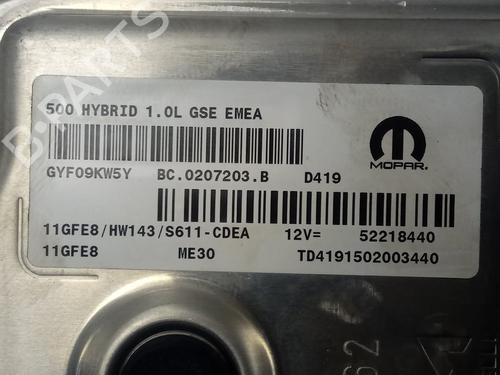 500 HYBRID 1.0L GSE EMEA
GYF09KW5Y BC.0207203.B D419
MOPAR.
11GFE8/HW143/S611-CDEA 12V= 52218440
11GFE8 ME30 TD4191502003440
B-PARTS